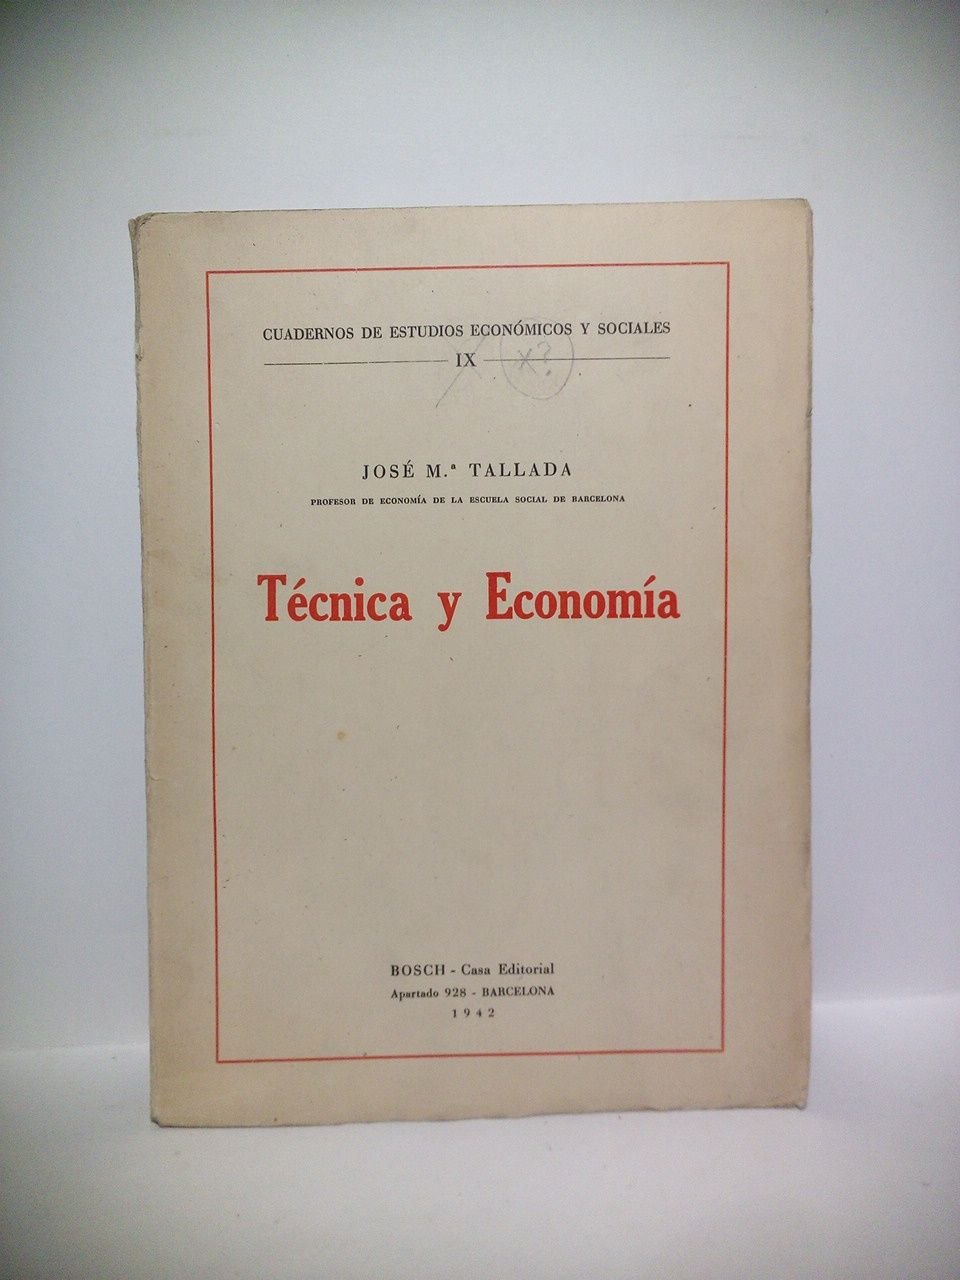 CUADERNOS DE ESTUDIOS ECONÓMICOS Y SOCIALES
IX x?
JOSÉ M.ª TALLADA
PROFESOR DE ECONOMÍA DE LA ESCUELA SOCIAL DE BARCELONA
Técnica y Economía
BOSCH - Casa Editorial
Apartado 928 - BARCELONA
1942